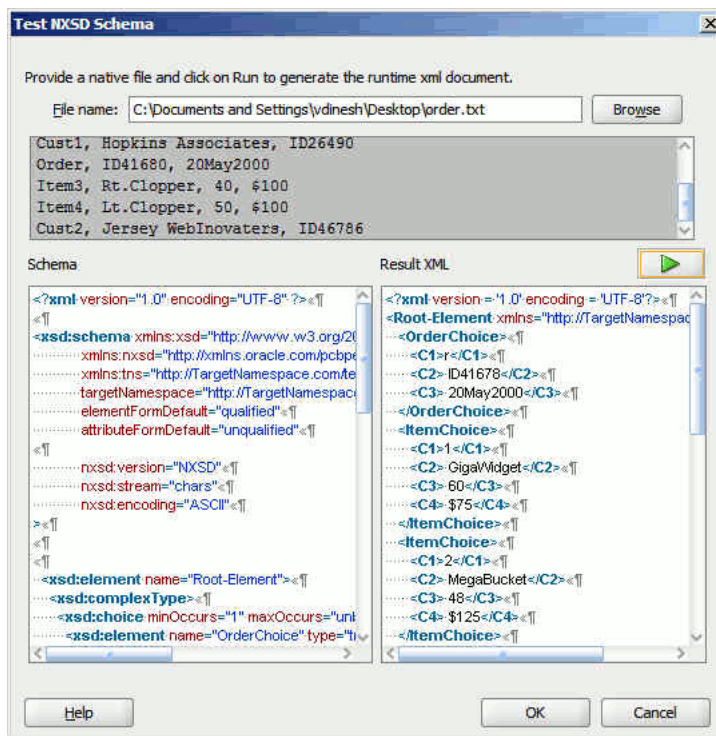 Test NXSD Schema
Provide a native file and click on Run to generate the runtime xml document.
File name: C:\Documents and Settings\vdinesh\Desktop\order.txt Browse
Cust1, Hopkins Associates, ID26490
Order, ID41680, 20May2000
Item3, Rt.Clopper, 40, $100
Item4, Lt.Clopper, 50, $100
Cust2, Jersey WebInovaters, ID46786
Schema
<?xml version="1.0" encoding="UTF-8" ?>
<xsd:schema xmlns:xsd="http://www.w3.org/20
xmlns:nxsd="http://xmlns.oracle.com/pcbpe
xmlns:tns="http://TargetNamespace.com/te
targetNamespace="http://TargetNamespac
elementFormDefault="qualified"
attributeFormDefault="unqualified"
nxsd:version="NXSD"
nxsd:stream="chars"
nxsd:encoding="ASCII"
>
<xsd:element name="Root-Element">
<xsd:complexType>
<xsd:choice minOccurs="1" maxOccurs="unb
<xsd:element name="OrderChoice" type="t
Result XML
<?xml version = '1.0' encoding = 'UTF-8'?>
<Root-Element xmlns="http://TargetNamespac
<OrderChoice>
<C1>r</C1>
<C2> ID41678</C2>
<C3> 20May2000</C3>
</OrderChoice>
<ItemChoice>
<C1>1</C1>
<C2> GigaWidget</C2>
<C3> 60</C3>
<C4> $75</C4>
</ItemChoice>
<ItemChoice>
<C1>2</C1>
<C2> MegaBucket</C2>
<C3> 48</C3>
<C4> $125</C4>
</ItemChoice>
Help OK Cancel